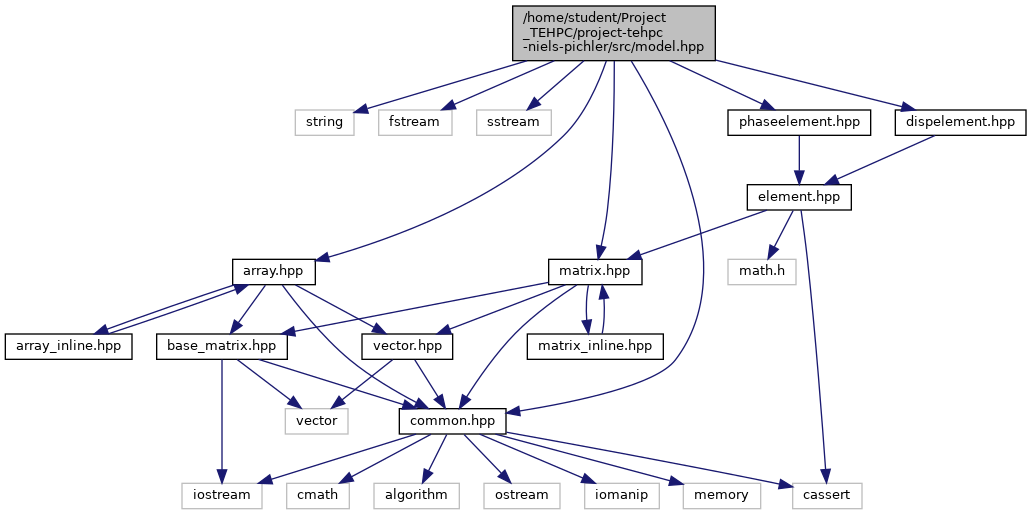 /home/student/Project
_TEHPC/project-tehpc
-niels-pichler/src/model.hpp
string
fstream
sstream
phaseelement.hpp
dispelement.hpp
element.hpp
array.hpp
matrix.hpp
math.h
array_inline.hpp
base_matrix.hpp
vector.hpp
matrix_inline.hpp
vector
common.hpp
iostream
cmath
algorithm
ostream
iomanip
memory
cassert